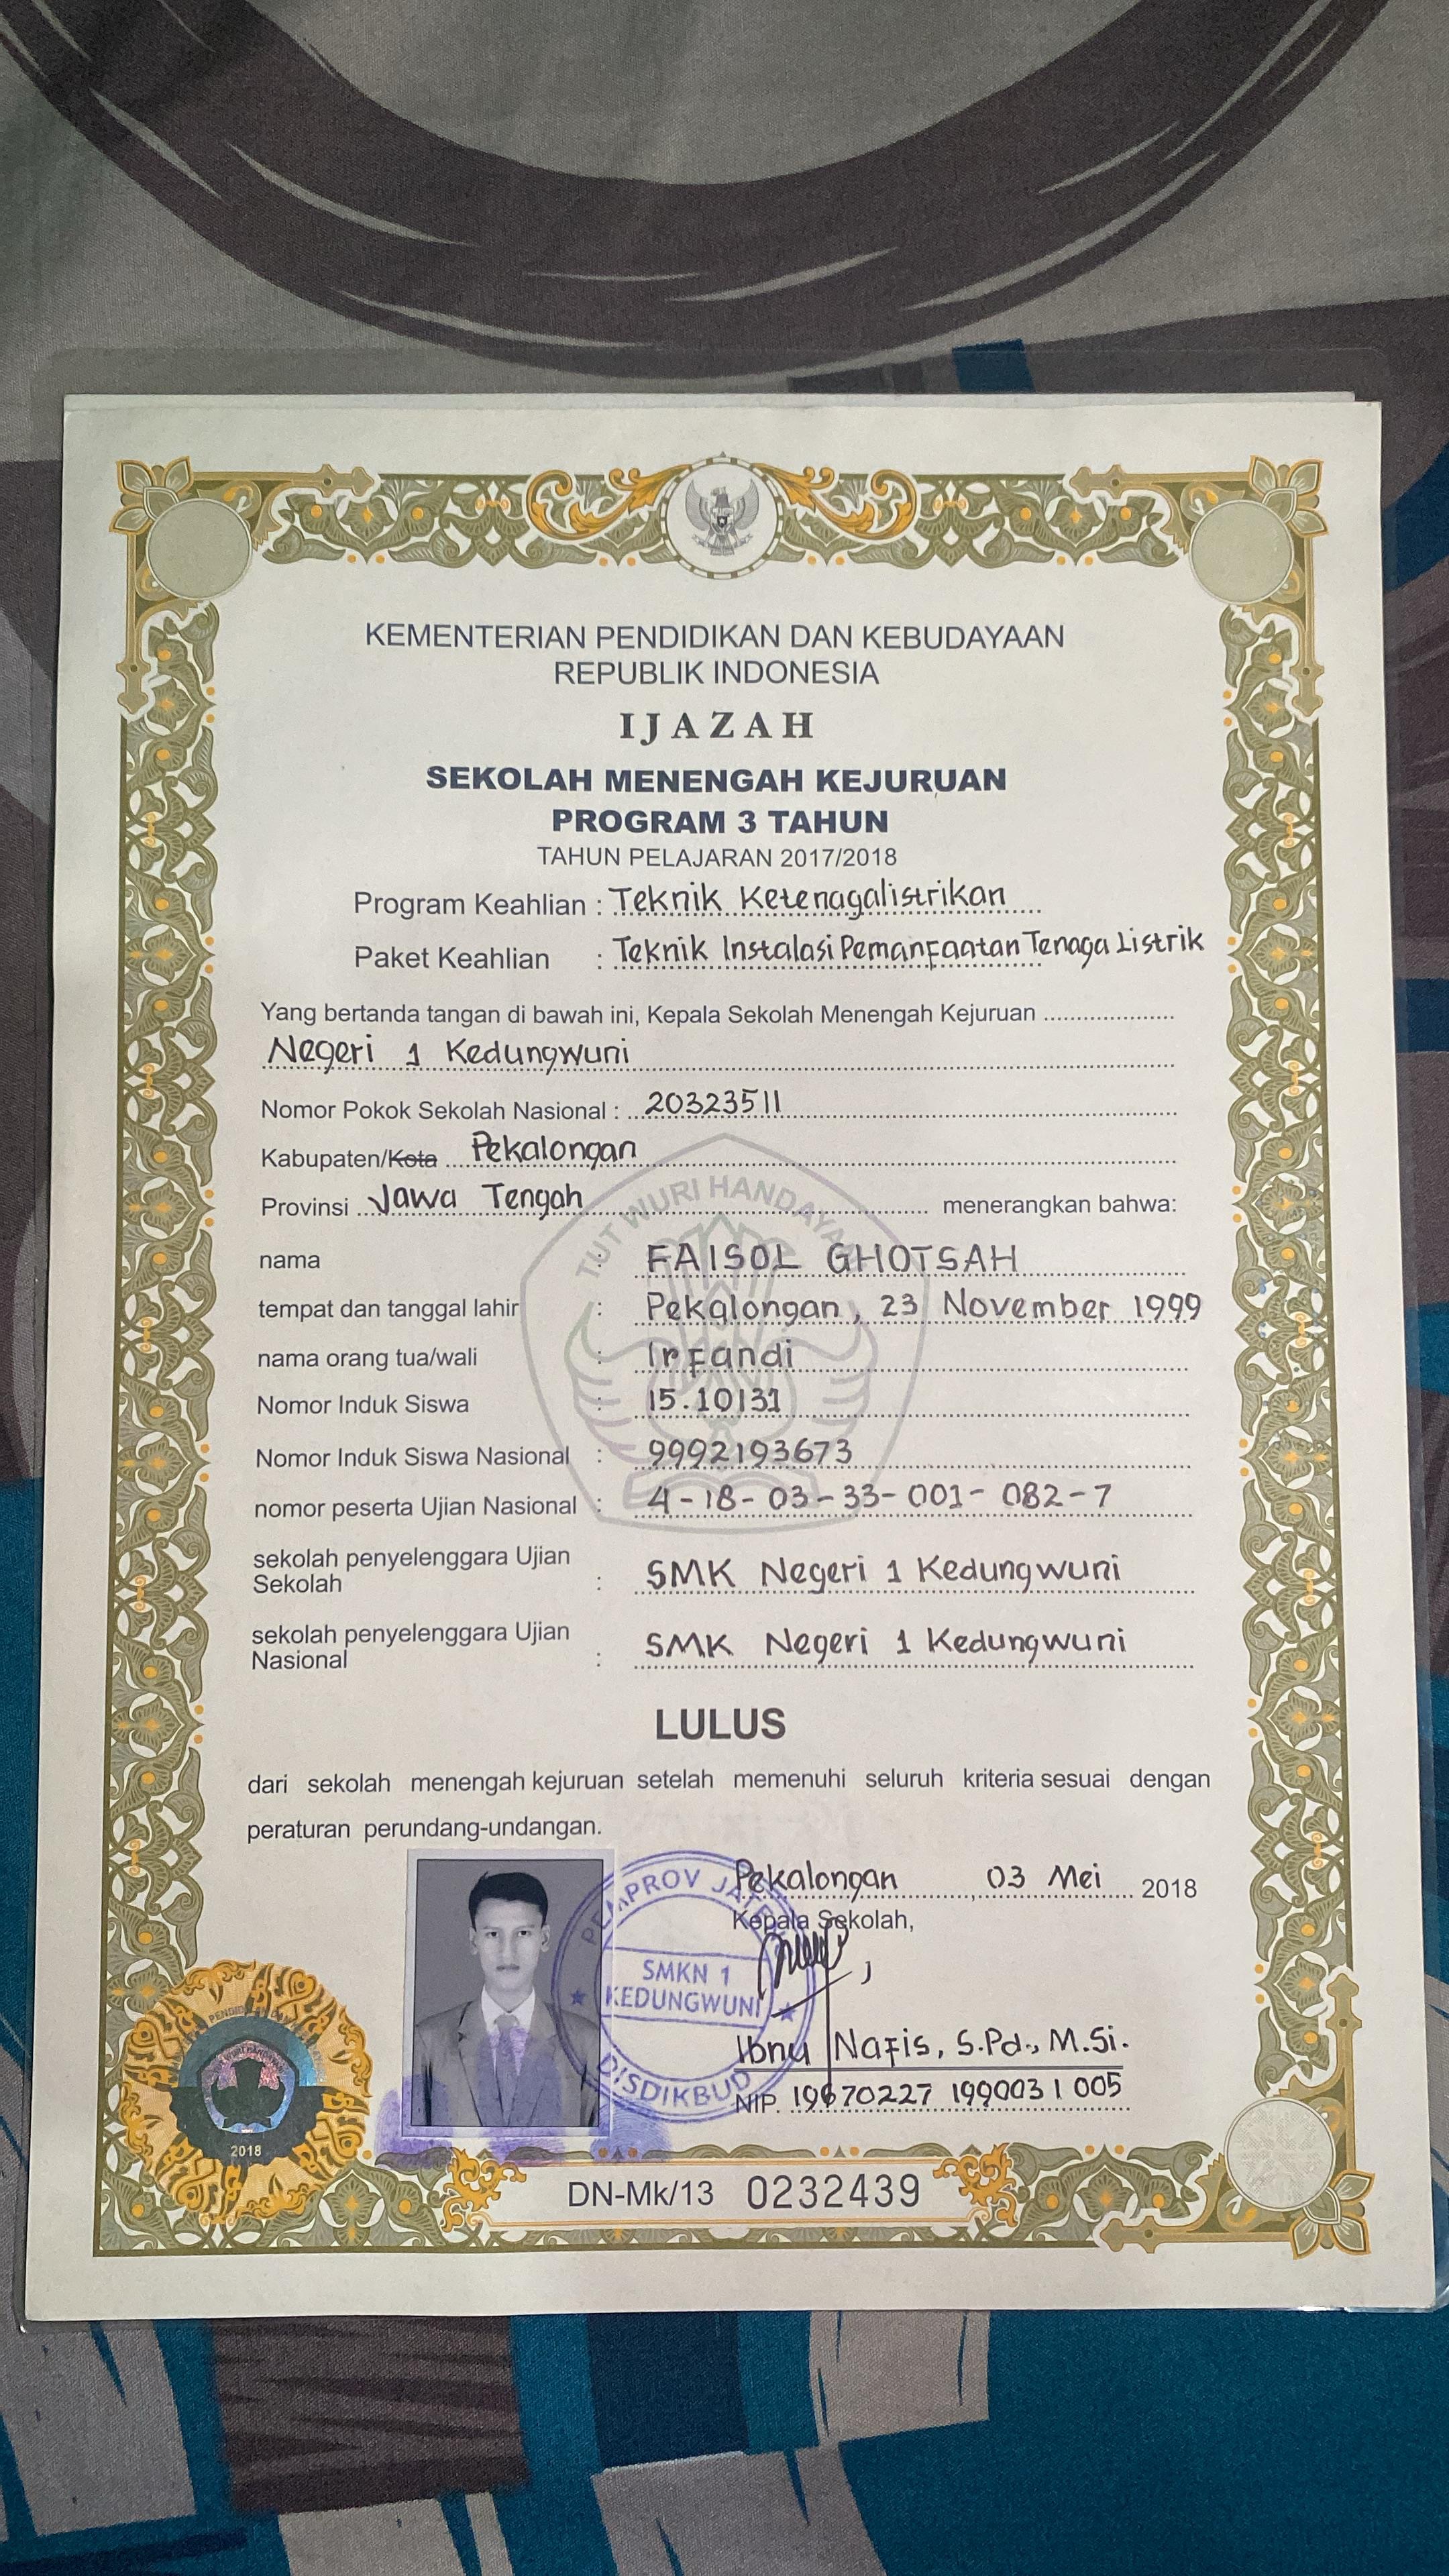 KEMENTERIAN PENDIDIKAN DAN KEBUDAYAAN
REPUBLIK INDONESIA
IJAZAH
SEKOLAH MENENGAH KEJURUAN
PROGRAM 3 TAHUN
TAHUN PELAJARAN 2017/2018
Program Keahlian : Teknik Ketenagalistrikan
Paket Keahlian : Teknik Instalasi Pemanfaatan Tenaga Listrik
Yang bertanda tangan di bawah ini, Kepala Sekolah Menengah Kejuruan
Negeri 1 Kedungwuni
Nomor Pokok Sekolah Nasional : 20323511
Kabupaten/Kota Pekalongan
Provinsi Jawa Tengah menerangkan bahwa:
TUT WURI HANDAYANI
nama : FAISOL GHOTSAH
tempat dan tanggal lahir : Pekalongan, 23 November 1999
nama orang tua/wali : Irfandi
Nomor Induk Siswa : 15.10131
Nomor Induk Siswa Nasional : 9992193673
nomor peserta Ujian Nasional : 4-18-03-33-001-082-7
sekolah penyelenggara Ujian
Sekolah : SMK Negeri 1 Kedungwuni
sekolah penyelenggara Ujian
Nasional : SMK Negeri 1 Kedungwuni
LULUS
dari sekolah menengah kejuruan setelah memenuhi seluruh kriteria sesuai dengan
peraturan perundang-undangan.
Pekalongan, 03 Mei 2018
Kepala Sekolah,
PEMPROV JATENG
SMKN 1
KEDUNGWUNI
DISDIKBUD
Ibnu Nafis, S.Pd., M.Si.
NIP. 19670227 199003 1 005
2018
DN-Mk/13 0232439